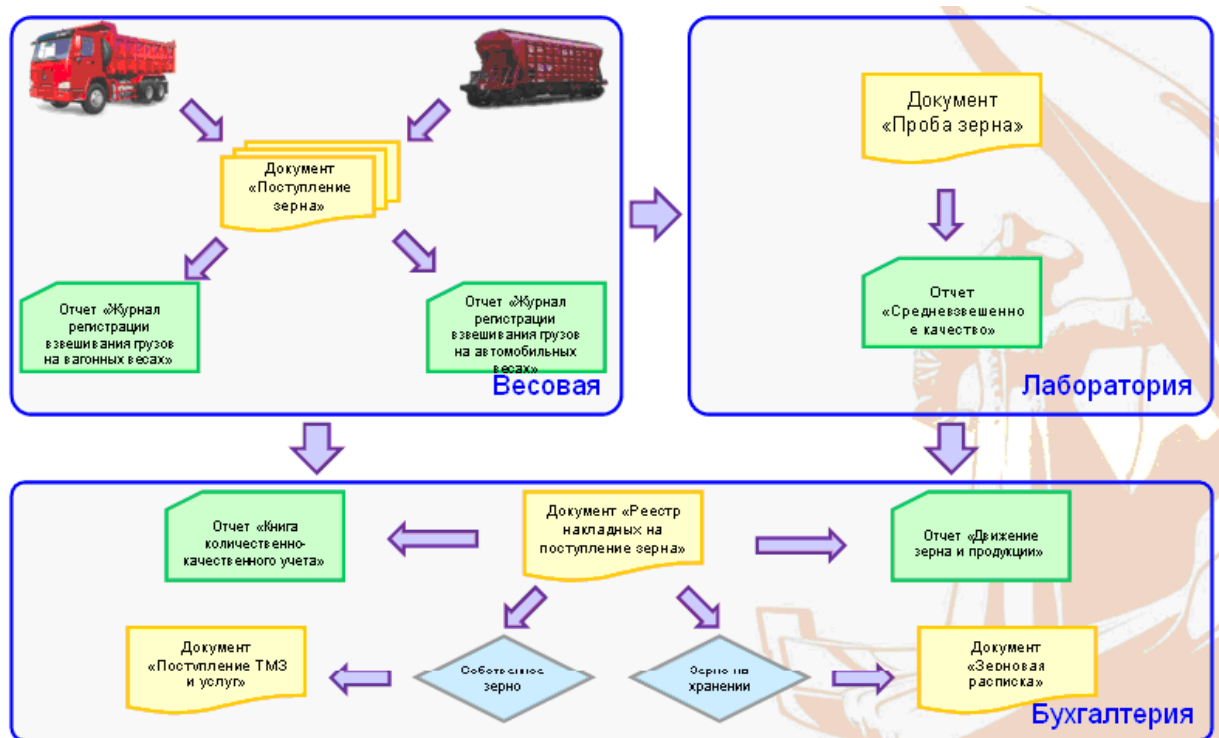 Документ
«Поступление
зерна»
Отчет «Журнал
регистрации
взвешивания грузов
на вагонных весах»
Отчет «Журнал
регистрации
взвешивания грузов
на автомобильных
весах»
Весовая
Документ
«Проба зерна»
Отчет
«Средневзвешенно
е качество»
Лаборатория
Отчет «Книга
количественно-
качественного учета»
Документ «Реестр
накладных на
поступление зерна»
Отчет «Движение
зерна и продукции»
Документ
«Поступление ТМЗ
и услуг»
Собственное
зерно
Зерно на
хранении
Документ
«Зерновая
расписка»
Бухгалтерия